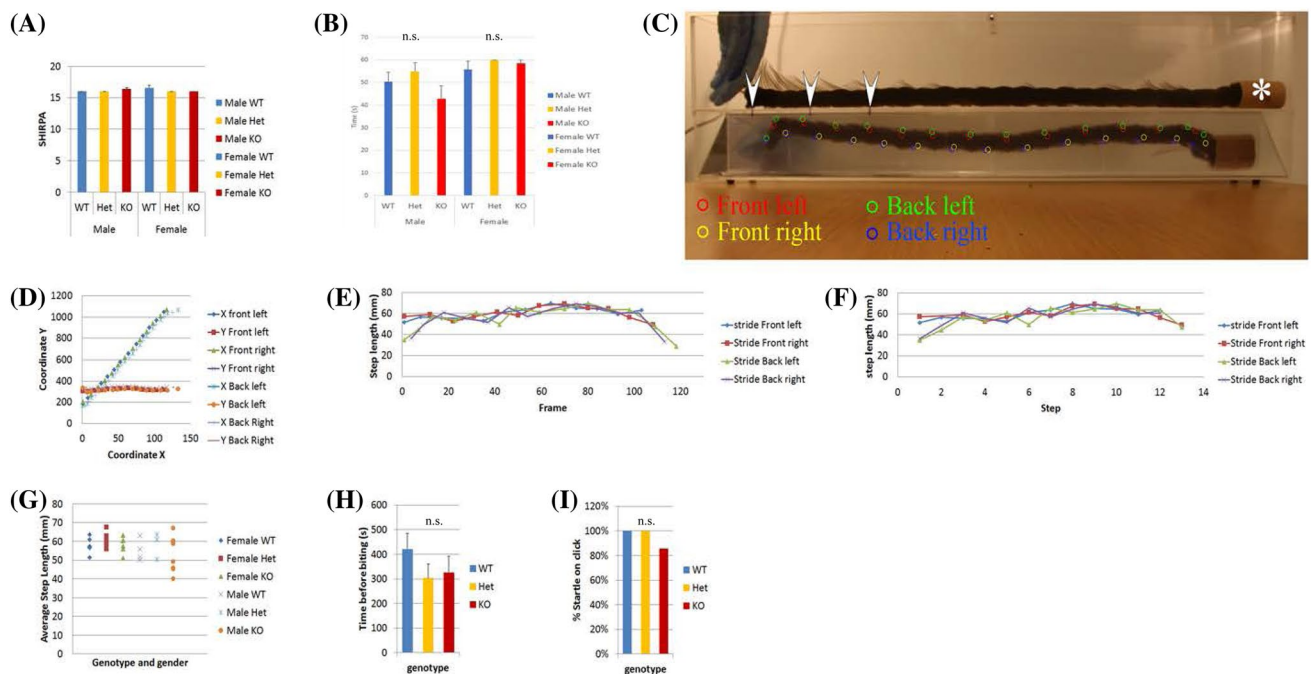 (A)
SHIRPA
20
15
10
5
0
WT Het KO WT Het KO
Male Female
Male WT
Male Het
Male KO
Female WT
Female Het
Female KO
(B)
n.s. n.s.
Time (s)
70
60
50
40
30
20
10
0
WT Het KO WT Het KO
Male Female
Male WT
Male Het
Male KO
Female WT
Female Het
Female KO
(C)
*
Front left Back left
Front right Back right
(D)
Coordinate Y
1200
1000
800
600
400
200
0
0 50 100 150
Coordinate X
X front left
Y Front left
X Front right
Y Front right
X Back left
Y Back left
X Back Right
Y Back Right
(E)
Step length (mm)
80
60
40
20
0
0 20 40 60 80 100 120
Frame
stride Front left
Stride Front right
Stride Back left
Stride Back right
(F)
step length (mm)
80
60
40
20
0
0 2 4 6 8 10 12 14
Step
stride Front left
Stride Front right
Stride Back left
Stride Back right
(G)
Average Step Length (mm)
80
70
60
50
40
30
20
10
0
Genotype and gender
Female WT
Female Het
Female KO
Male WT
Male Het
Male KO
(H)
Time before biting (s)
600
500
400
300
200
100
0
n.s.
genotype
WT
Het
KO
(I)
% Startle on click
120%
100%
80%
60%
40%
20%
0%
n.s.
genotype
WT
Het
KO